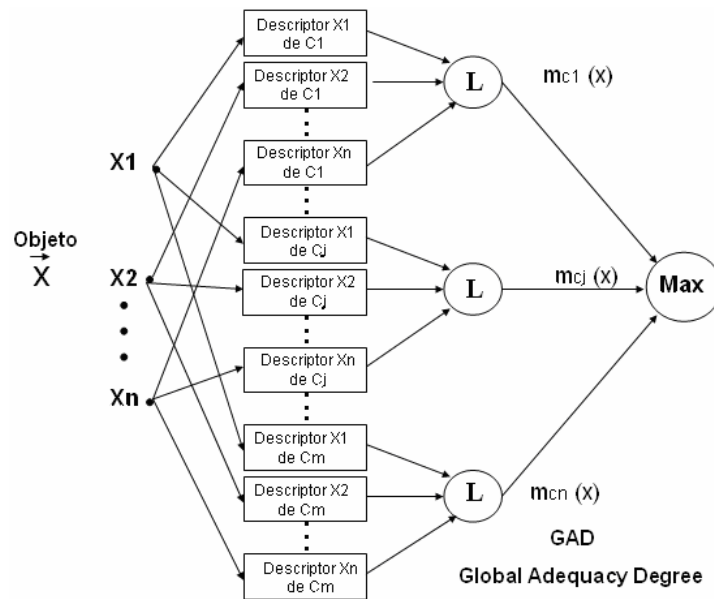 Objeto
X
X1
X2
Xn
Descriptor X1
de C1
Descriptor X2
de C1
Descriptor Xn
de C1
Descriptor X1
de Cj
Descriptor X2
de Cj
Descriptor Xn
de Cj
Descriptor X1
de Cm
Descriptor X2
de Cm
Descriptor Xn
de Cm
L
L
L
mc1 (x)
mcj (x)
mcn (x)
Max
GAD
Global Adequacy Degree